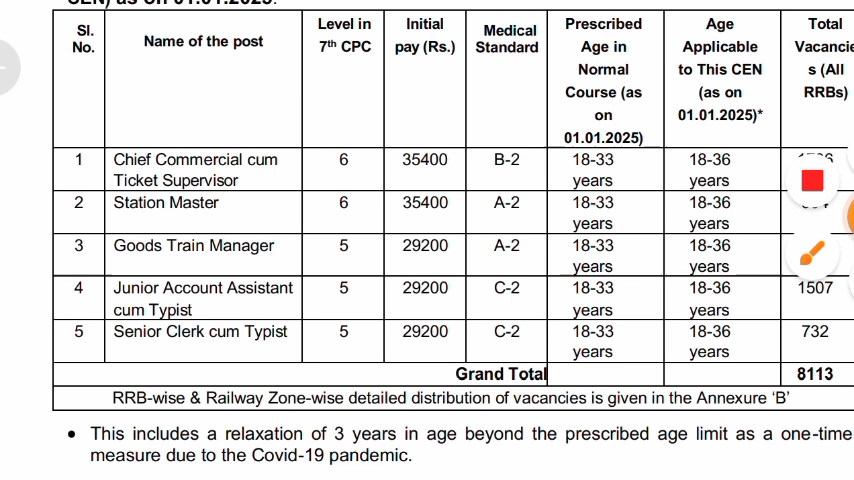 CEN) as on 01.01.2025.
Sl. No. Name of the post Level in 7th CPC Initial pay (Rs.) Medical Standard Prescribed Age in Normal Course (as on 01.01.2025) Age Applicable to This CEN (as on 01.01.2025)* Total Vacancie s (All RRBs)
1 Chief Commercial cum Ticket Supervisor 6 35400 B-2 18-33 years 18-36 years
2 Station Master 6 35400 A-2 18-33 years 18-36 years
3 Goods Train Manager 5 29200 A-2 18-33 years 18-36 years
4 Junior Account Assistant cum Typist 5 29200 C-2 18-33 years 18-36 years 1507
5 Senior Clerk cum Typist 5 29200 C-2 18-33 years 18-36 years 732
Grand Total 8113
RRB-wise & Railway Zone-wise detailed distribution of vacancies is given in the Annexure ‘B’
• This includes a relaxation of 3 years in age beyond the prescribed age limit as a one-time
measure due to the Covid-19 pandemic.